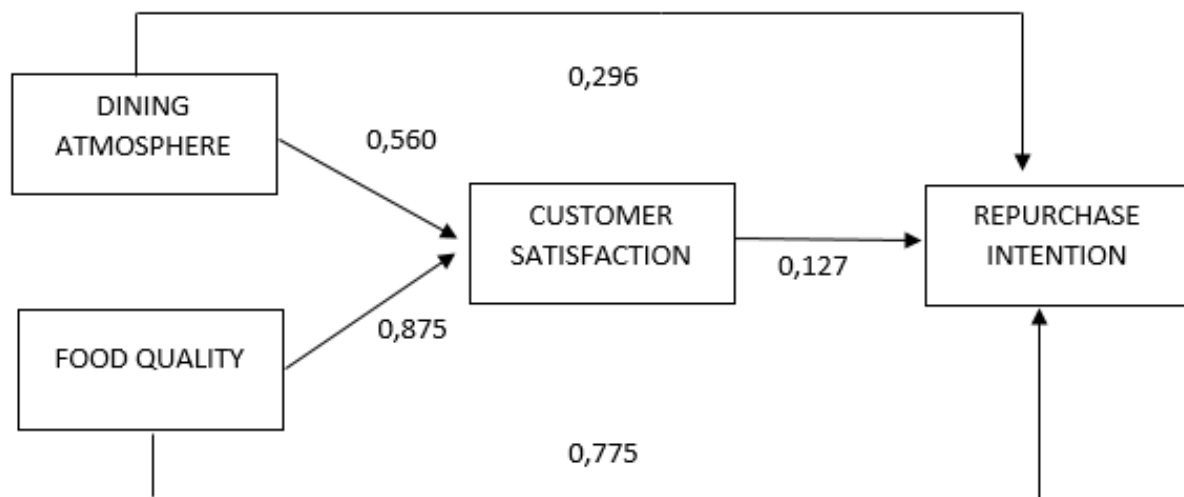 0,296
DINING
ATMOSPHERE
0,560
CUSTOMER
SATISFACTION
0,127
REPURCHASE
INTENTION
FOOD QUALITY
0,875
0,775